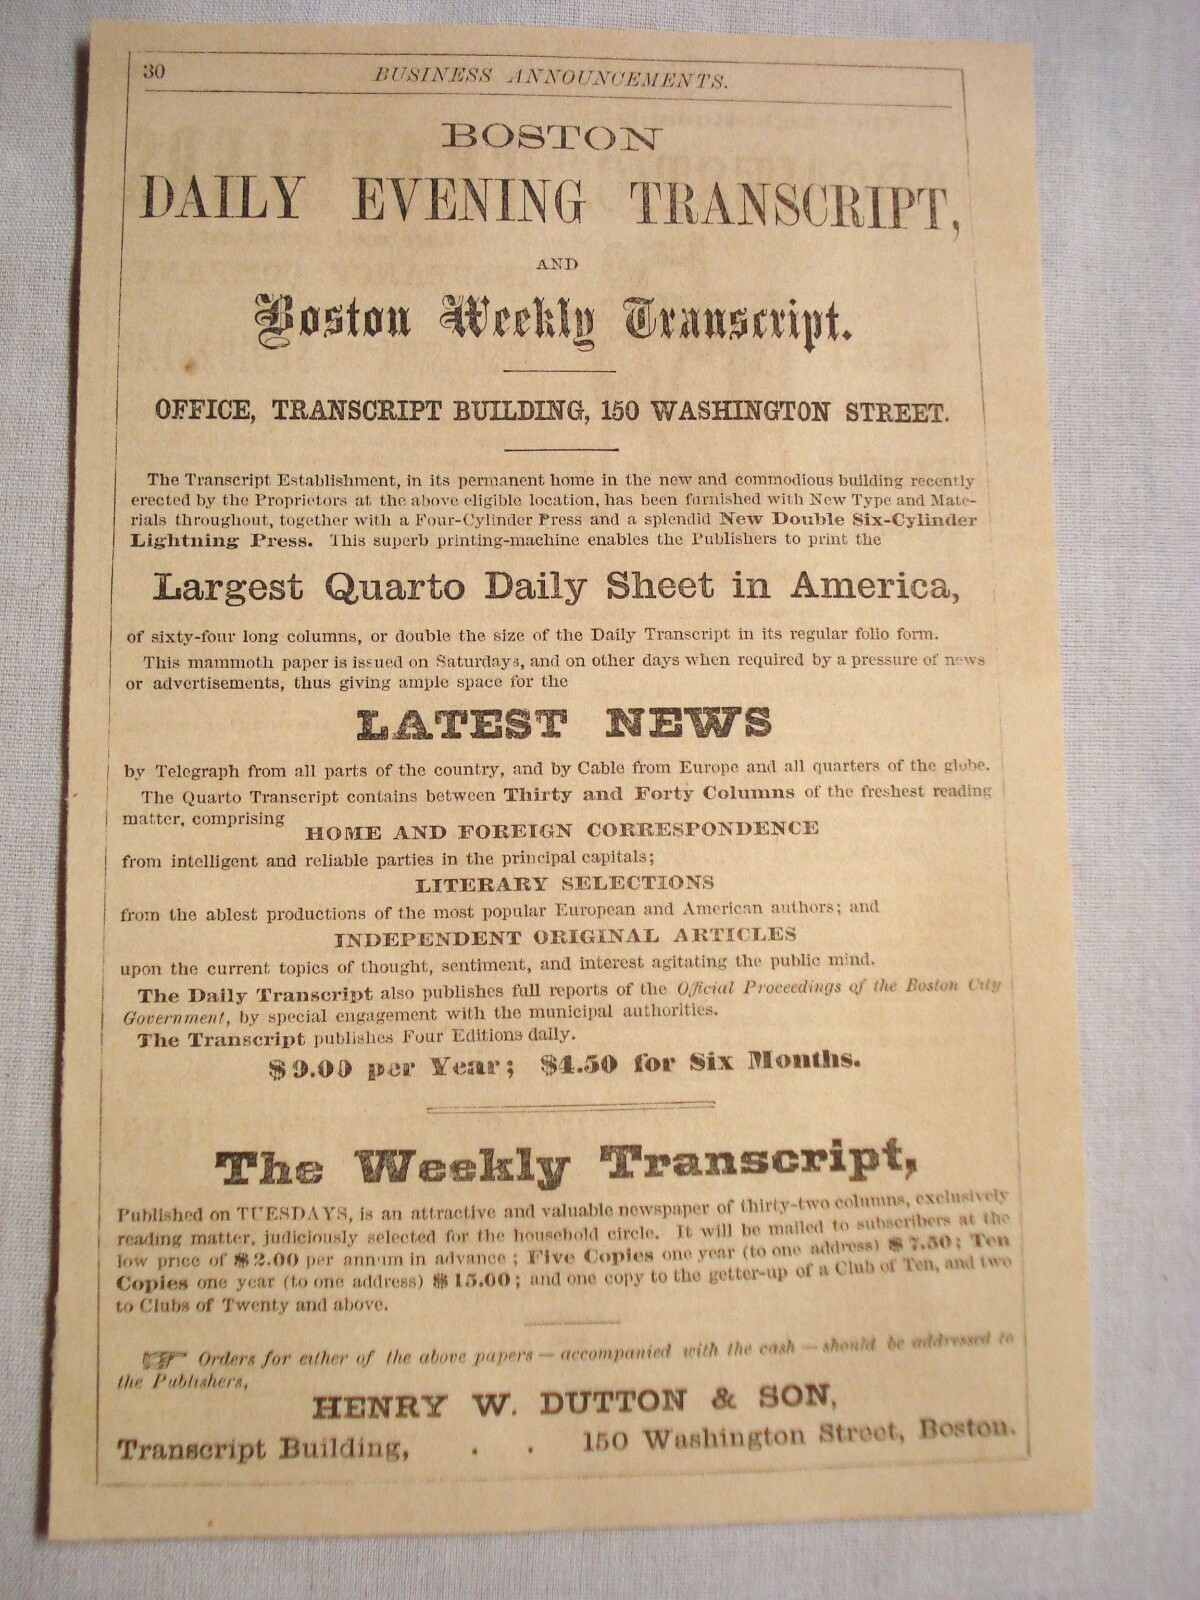 30
BUSINESS ANNOUNCEMENTS.
BOSTON
DAILY EVENING TRANSCRIPT,
AND
Boston Weekly Transcript.
OFFICE, TRANSCRIPT BUILDING, 150 WASHINGTON STREET.
The Transcript Establishment, in its permanent home in the new and commodious building recently
erected by the Proprietors at the above eligible location, has been furnished with New Type and Mate-
rials throughout, together with a Four-Cylinder Press and a splendid New Double Six-Cylinder
Lightning Press. This superb printing-machine enables the Publishers to print the
Largest Quarto Daily Sheet in America,
of sixty-four long columns, or double the size of the Daily Transcript in its regular folio form.
This mammoth paper is issued on Saturdays, and on other days when required by a pressure of news
or advertisements, thus giving ample space for the
LATEST NEWS
by Telegraph from all parts of the country, and by Cable from Europe and all quarters of the globe.
The Quarto Transcript contains between Thirty and Forty Columns of the freshest reading
matter, comprising
HOME AND FOREIGN CORRESPONDENCE
from intelligent and reliable parties in the principal capitals;
LITERARY SELECTIONS
from the ablest productions of the most popular European and American authors; and
INDEPENDENT ORIGINAL ARTICLES
upon the current topics of thought, sentiment, and interest agitating the public mind.
The Daily Transcript also publishes full reports of the Official Proceedings of the Boston City
Government, by special engagement with the municipal authorities.
The Transcript publishes Four Editions daily.
$9.00 per Year; $4.50 for Six Months.
The Weekly Transcript,
Published on TUESDAYS, is an attractive and valuable newspaper of thirty-two columns, exclusively
reading matter, judiciously selected for the household circle. It will be mailed to subscribers at the
low price of $2.00 per annum in advance; Five Copies one year (to one address) $7.50; Ten
Copies one year (to one address) $15.00; and one copy to the getter-up of a Club of Ten, and two
to Clubs of Twenty and above.
☞ Orders for either of the above papers — accompanied with the cash — should be addressed to
the Publishers,
HENRY W. DUTTON & SON,
Transcript Building, . . 150 Washington Street, Boston.